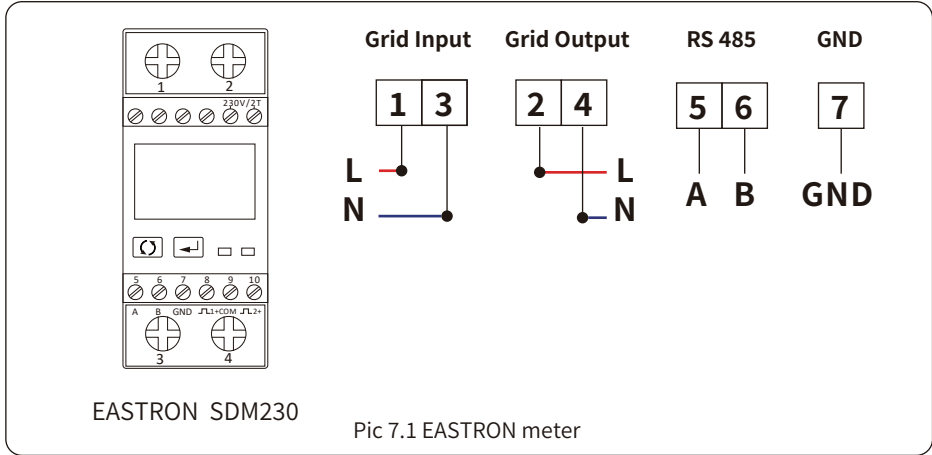 Grid Input Grid Output RS 485 GND
1 2
230V/2T
1 3 2 4 5 6 7
L L
N N
A B GND
5 6 7 8 9 10
A B GND 1+COM 2+
3 4
EASTRON SDM230
Pic 7.1 EASTRON meter